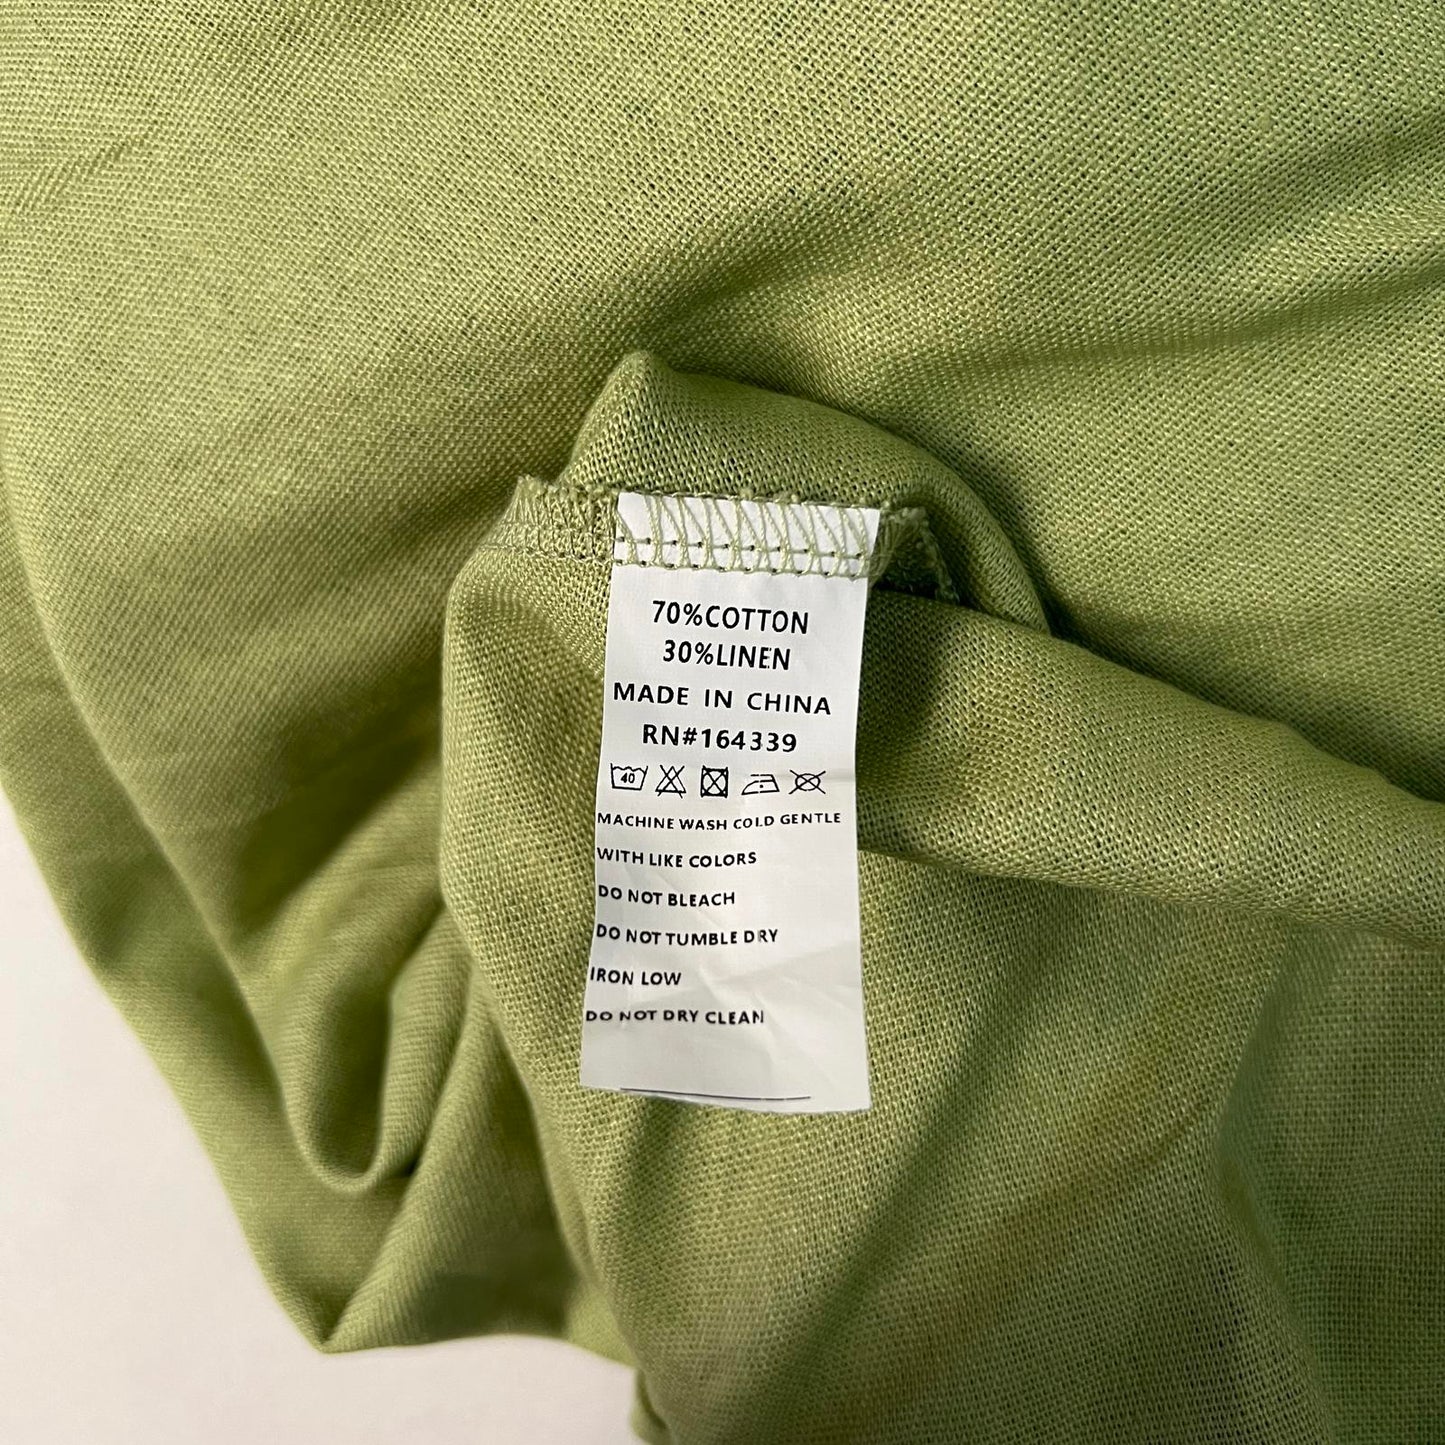 70%COTTON
30%LINEN
MADE IN CHINA
RN#164339
40
MACHINE WASH COLD GENTLE
WITH LIKE COLORS
DO NOT BLEACH
DO NOT TUMBLE DRY
IRON LOW
DO NOT DRY CLEAN